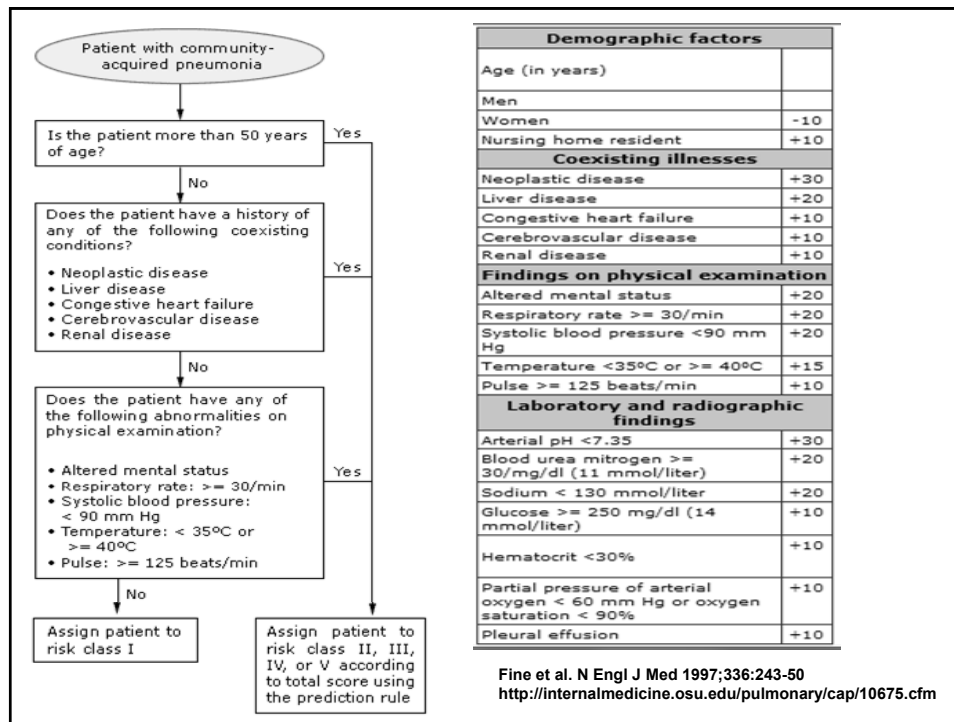 Patient with community-
acquired pneumonia
Is the patient more than 50 years
of age?
Yes
No
Does the patient have a history of
any of the following coexisting
conditions?
• Neoplastic disease
• Liver disease
• Congestive heart failure
• Cerebrovascular disease
• Renal disease
Yes
No
Does the patient have any of
the following abnormalities on
physical examination?
• Altered mental status
• Respiratory rate: >= 30/min
• Systolic blood pressure:
< 90 mm Hg
• Temperature: < 35ºC or
>= 40ºC
• Pulse: >= 125 beats/min
Yes
No
Assign patient to
risk class I
Assign patient to
risk class II, III,
IV, or V according
to total score using
the prediction rule
Demographic factors
Age (in years)
Men
Women -10
Nursing home resident +10
Coexisting illnesses
Neoplastic disease +30
Liver disease +20
Congestive heart failure +10
Cerebrovascular disease +10
Renal disease +10
Findings on physical examination
Altered mental status +20
Respiratory rate >= 30/min +20
Systolic blood pressure <90 mm +20
Hg
Temperature <35ºC or >= 40ºC +15
Pulse >= 125 beats/min +10
Laboratory and radiographic
findings
Arterial pH <7.35 +30
Blood urea mitrogen >= +20
30/mg/dl (11 mmol/liter)
Sodium < 130 mmol/liter +20
Glucose >= 250 mg/dl (14 +10
mmol/liter)
Hematocrit <30% +10
Partial pressure of arterial +10
oxygen < 60 mm Hg or oxygen
saturation < 90%
Pleural effusion +10
Fine et al. N Engl J Med 1997;336:243-50
http://internalmedicine.osu.edu/pulmonary/cap/10675.cfm